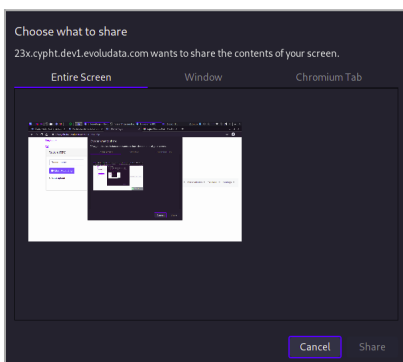 Choose what to share
23x.cypht.dev1.evoludata.com wants to share the contents of your screen.
Entire Screen Window Chromium Tab
Cancel Share